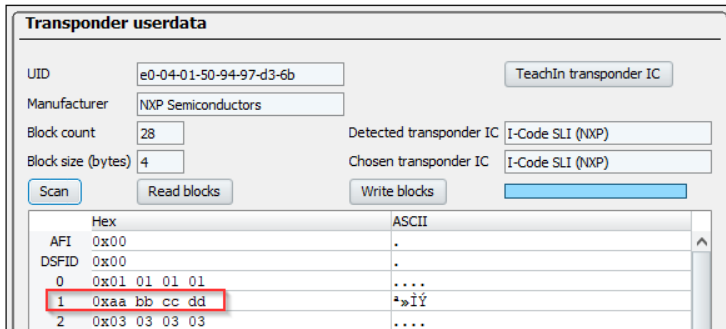 Transponder userdata
UID e0-04-01-50-94-97-d3-6b TeachIn transponder IC
Manufacturer NXP Semiconductors
Block count 28 Detected transponder IC I-Code SLI (NXP)
Block size (bytes) 4 Chosen transponder IC I-Code SLI (NXP)
Scan Read blocks Write blocks
Hex ASCII
AFI 0x00 .
DSFID 0x00 .
0 0x01 01 01 01 ....
1 0xaa bb cc dd ª»ÌÝ
2 0x03 03 03 03 ....